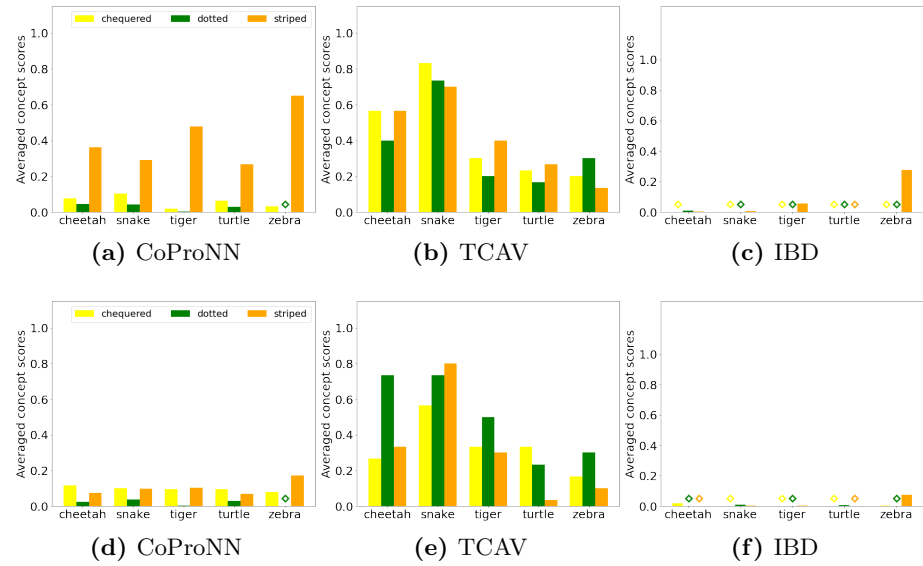 chequered dotted striped
Averaged concept scores
1.0
0.8
0.6
0.4
0.2
0.0
cheetah snake tiger turtle zebra
(a) CoProNN
Averaged concept scores
1.0
0.8
0.6
0.4
0.2
0.0
cheetah snake tiger turtle zebra
(b) TCAV
Averaged concept scores
1.0
0.8
0.6
0.4
0.2
0.0
cheetah snake tiger turtle zebra
(c) IBD
chequered dotted striped
Averaged concept scores
1.0
0.8
0.6
0.4
0.2
0.0
cheetah snake tiger turtle zebra
(d) CoProNN
Averaged concept scores
1.0
0.8
0.6
0.4
0.2
0.0
cheetah snake tiger turtle zebra
(e) TCAV
Averaged concept scores
1.0
0.8
0.6
0.4
0.2
0.0
cheetah snake tiger turtle zebra
(f) IBD